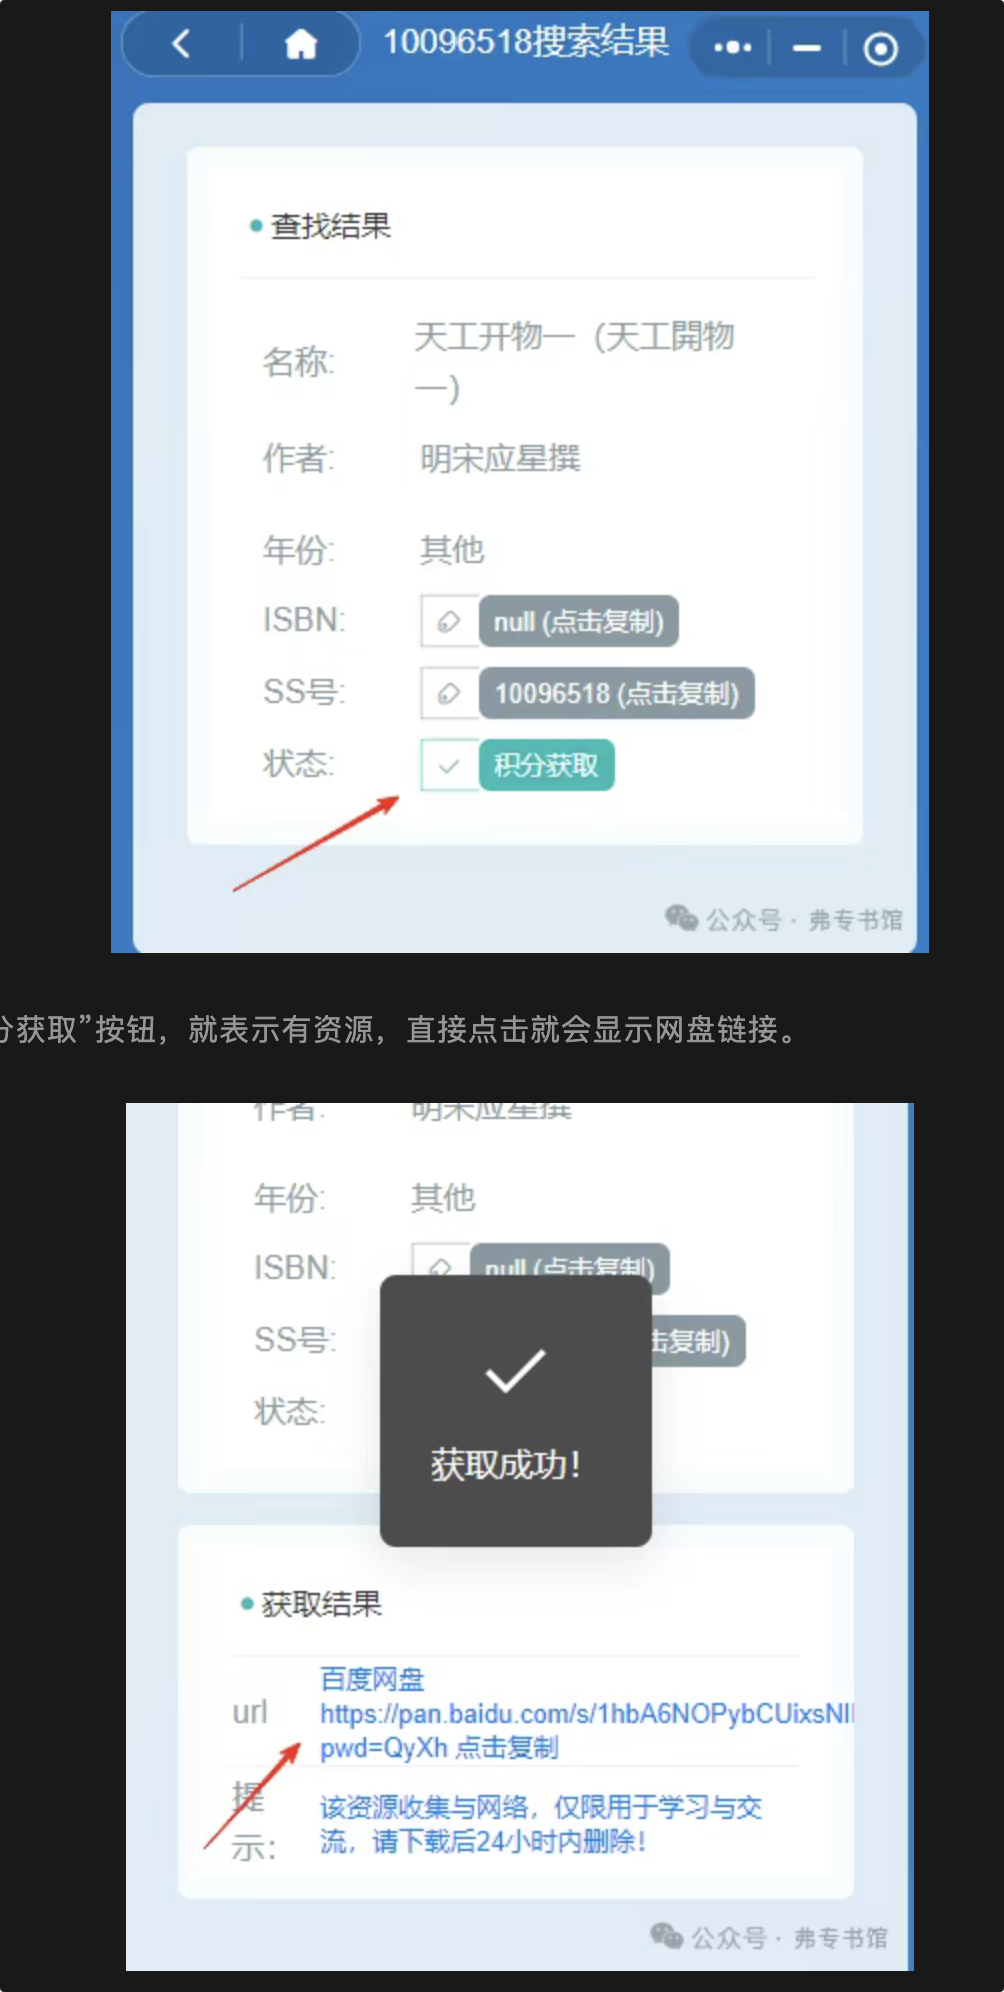 10096518搜索结果
查找结果
名称:
天工开物一（天工開物
一）
作者:
明宋应星撰
年份:
其他
ISBN:
null (点击复制)
SS号:
10096518 (点击复制)
状态:
积分获取
公众号 · 弗专书馆
分获取”按钮，就表示有资源，直接点击就会显示网盘链接。
作者:
明宋应星撰
年份:
其他
ISBN:
null (点击复制)
SS号:
击复制)
状态:
获取成功！
获取结果
url
百度网盘
https://pan.baidu.com/s/1hbA6NOPybCUixsNI
pwd=QyXh 点击复制
提
示:
该资源收集与网络，仅限用于学习与交
流，请下载后24小时内删除！
公众号 · 弗专书馆